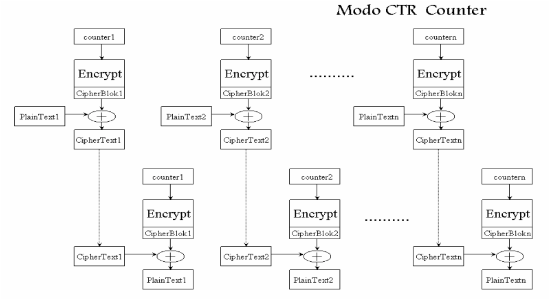 Modo CTR Counter
counter1 counter2 countern
Encrypt Encrypt .......... Encrypt
CipherBlok1 CipherBlok2 CipherBlokn
PlainText1 + PlainText2 + PlainTextn +
CipherText1 CipherText2 CipherTextn
counter1 counter2 countern
Encrypt Encrypt .......... Encrypt
CipherBlok1 CipherBlok2 CipherBlokn
CipherText1 + CipherText2 + CipherTextn +
PlainText1 PlainText2 PlainTextn